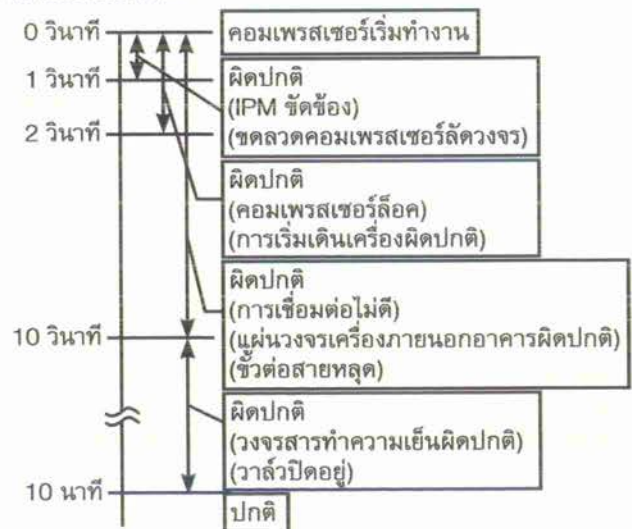 0 วินาที
คอมเพรสเซอร์เริ่มทำงาน
1 วินาที
ผิดปกติ
(IPM ขัดข้อง)
(ขดลวดคอมเพรสเซอร์ลัดวงจร)
2 วินาที
ผิดปกติ
(คอมเพรสเซอร์ล็อค)
(การเริ่มเดินเครื่องผิดปกติ)
ผิดปกติ
(การเชื่อมต่อไม่ดี)
(แผ่นวงจรเครื่องภายนอกอาคารผิดปกติ)
(ขั้วต่อสายหลุด)
10 วินาที
ผิดปกติ
(วงจรสารทำความเย็นผิดปกติ)
(วาล์วปิดอยู่)
10 นาที
ปกติ